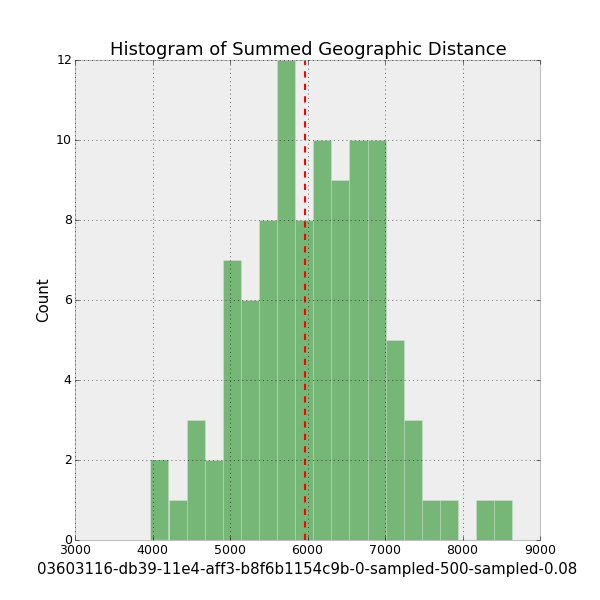 Histogram of Summed Geographic Distance
12
10
8
6
4
2
0
Count
3000 4000 5000 6000 7000 8000 9000
03603116-db39-11e4-aff3-b8f6b1154c9b-0-sampled-500-sampled-0.08